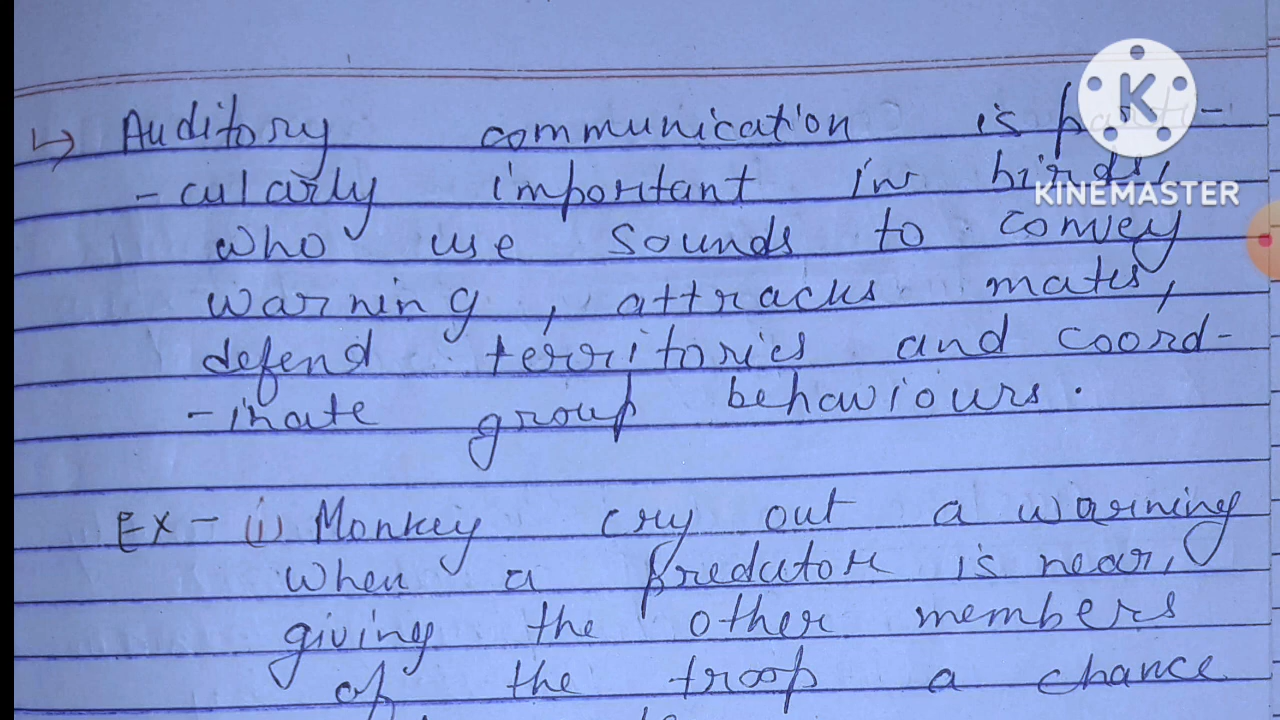 ↳ Auditory communication is parti-
-cularly important in birds,
who use sounds to convey
warning, attracks mates,
defend territories and coord-
-inate group behaviours.
Ex - (i) Monkey cry out a warning
when a predator is near,
giving the other members
of the troop a chance
K
KINEMASTER